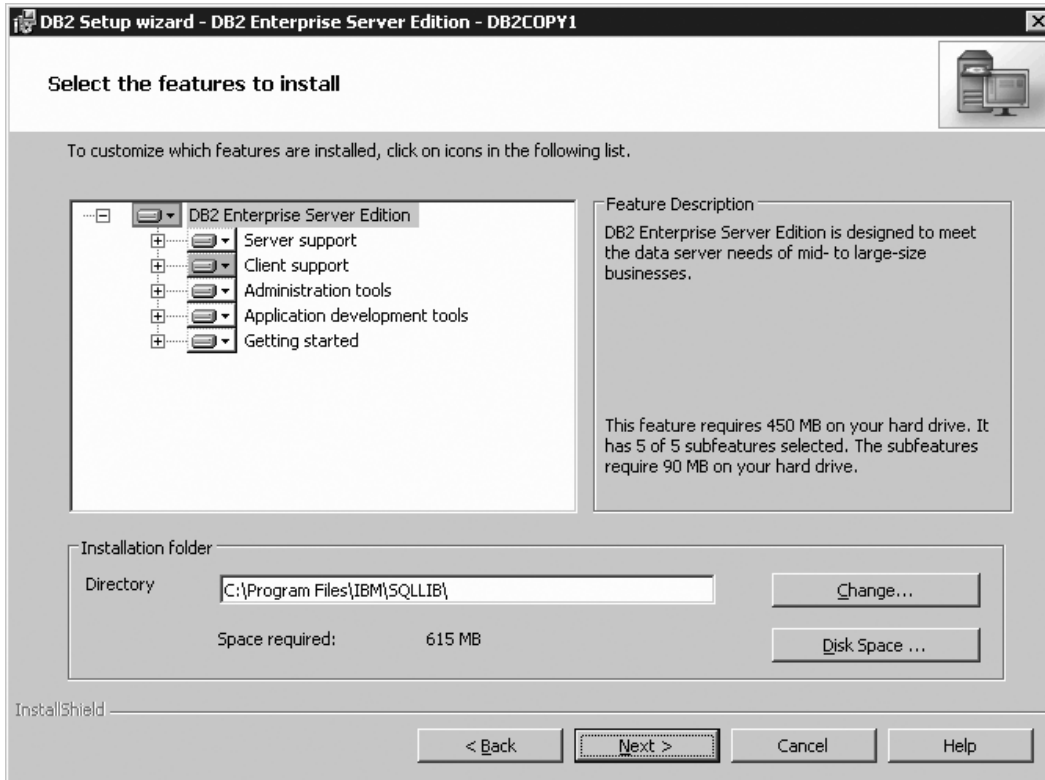 DB2 Setup wizard - DB2 Enterprise Server Edition - DB2COPY1
Select the features to install
To customize which features are installed, click on icons in the following list.
DB2 Enterprise Server Edition
Server support
Client support
Administration tools
Application development tools
Getting started
Feature Description
DB2 Enterprise Server Edition is designed to meet
the data server needs of mid- to large-size
businesses.
This feature requires 450 MB on your hard drive. It
has 5 of 5 subfeatures selected. The subfeatures
require 90 MB on your hard drive.
Installation folder
Directory
C:\Program Files\IBM\SQLLIB\
Change...
Space required: 615 MB
Disk Space ...
InstallShield
< Back
Next >
Cancel
Help